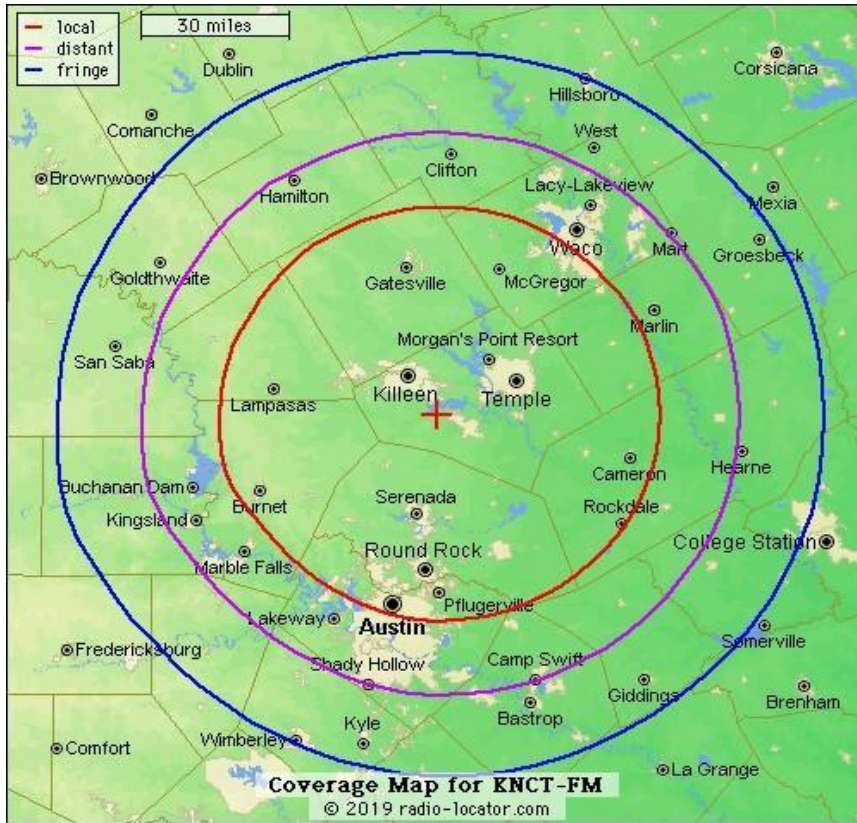 local
distant
fringe
30 miles
Dublin
Corsicana
Hillsboro
Comanche
West
Clifton
Brownwood
Hamilton
Lacy-Lakeview
Mexia
Waco
Mart
Groesbeck
Goldthwaite
Gatesville
McGregor
Marlin
San Saba
Morgan's Point Resort
Killeen
Temple
Lampasas
Cameron
Hearne
Buchanan Dam
Burnet
Serenada
Rockdale
Kingsland
College Station
Round Rock
Marble Falls
Pflugerville
Lakeway
Austin
Somerville
Fredericksburg
Shady Hollow
Camp Swift
Giddings
Brenham
Bastrop
Kyle
Wimberley
Comfort
La Grange
Coverage Map for KNCT-FM
© 2019 radio-locator.com